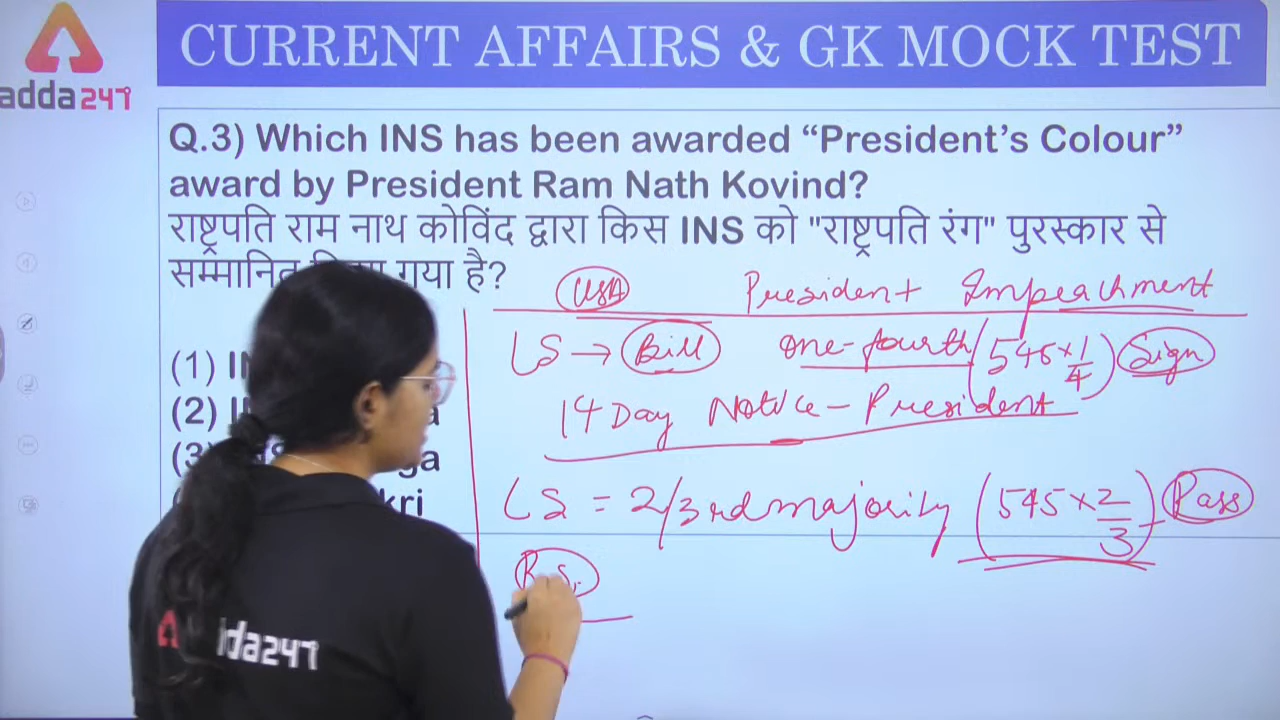 CURRENT AFFAIRS & GK MOCK TEST
adda247
Q.3) Which INS has been awarded “President’s Colour”
award by President Ram Nath Kovind?
राष्ट्रपति राम नाथ कोविंद द्वारा किस INS को "राष्ट्रपति रंग" पुरस्कार से
सम्मानित गया है?
USA President Impeachment
(1)
LS → Bill one-fourth (545 × 1/4) Sign
(2)
14 Day Notice - President
(3)
LS = 2/3rd majority (545 × 2/3) Pass
R.S.
adda247